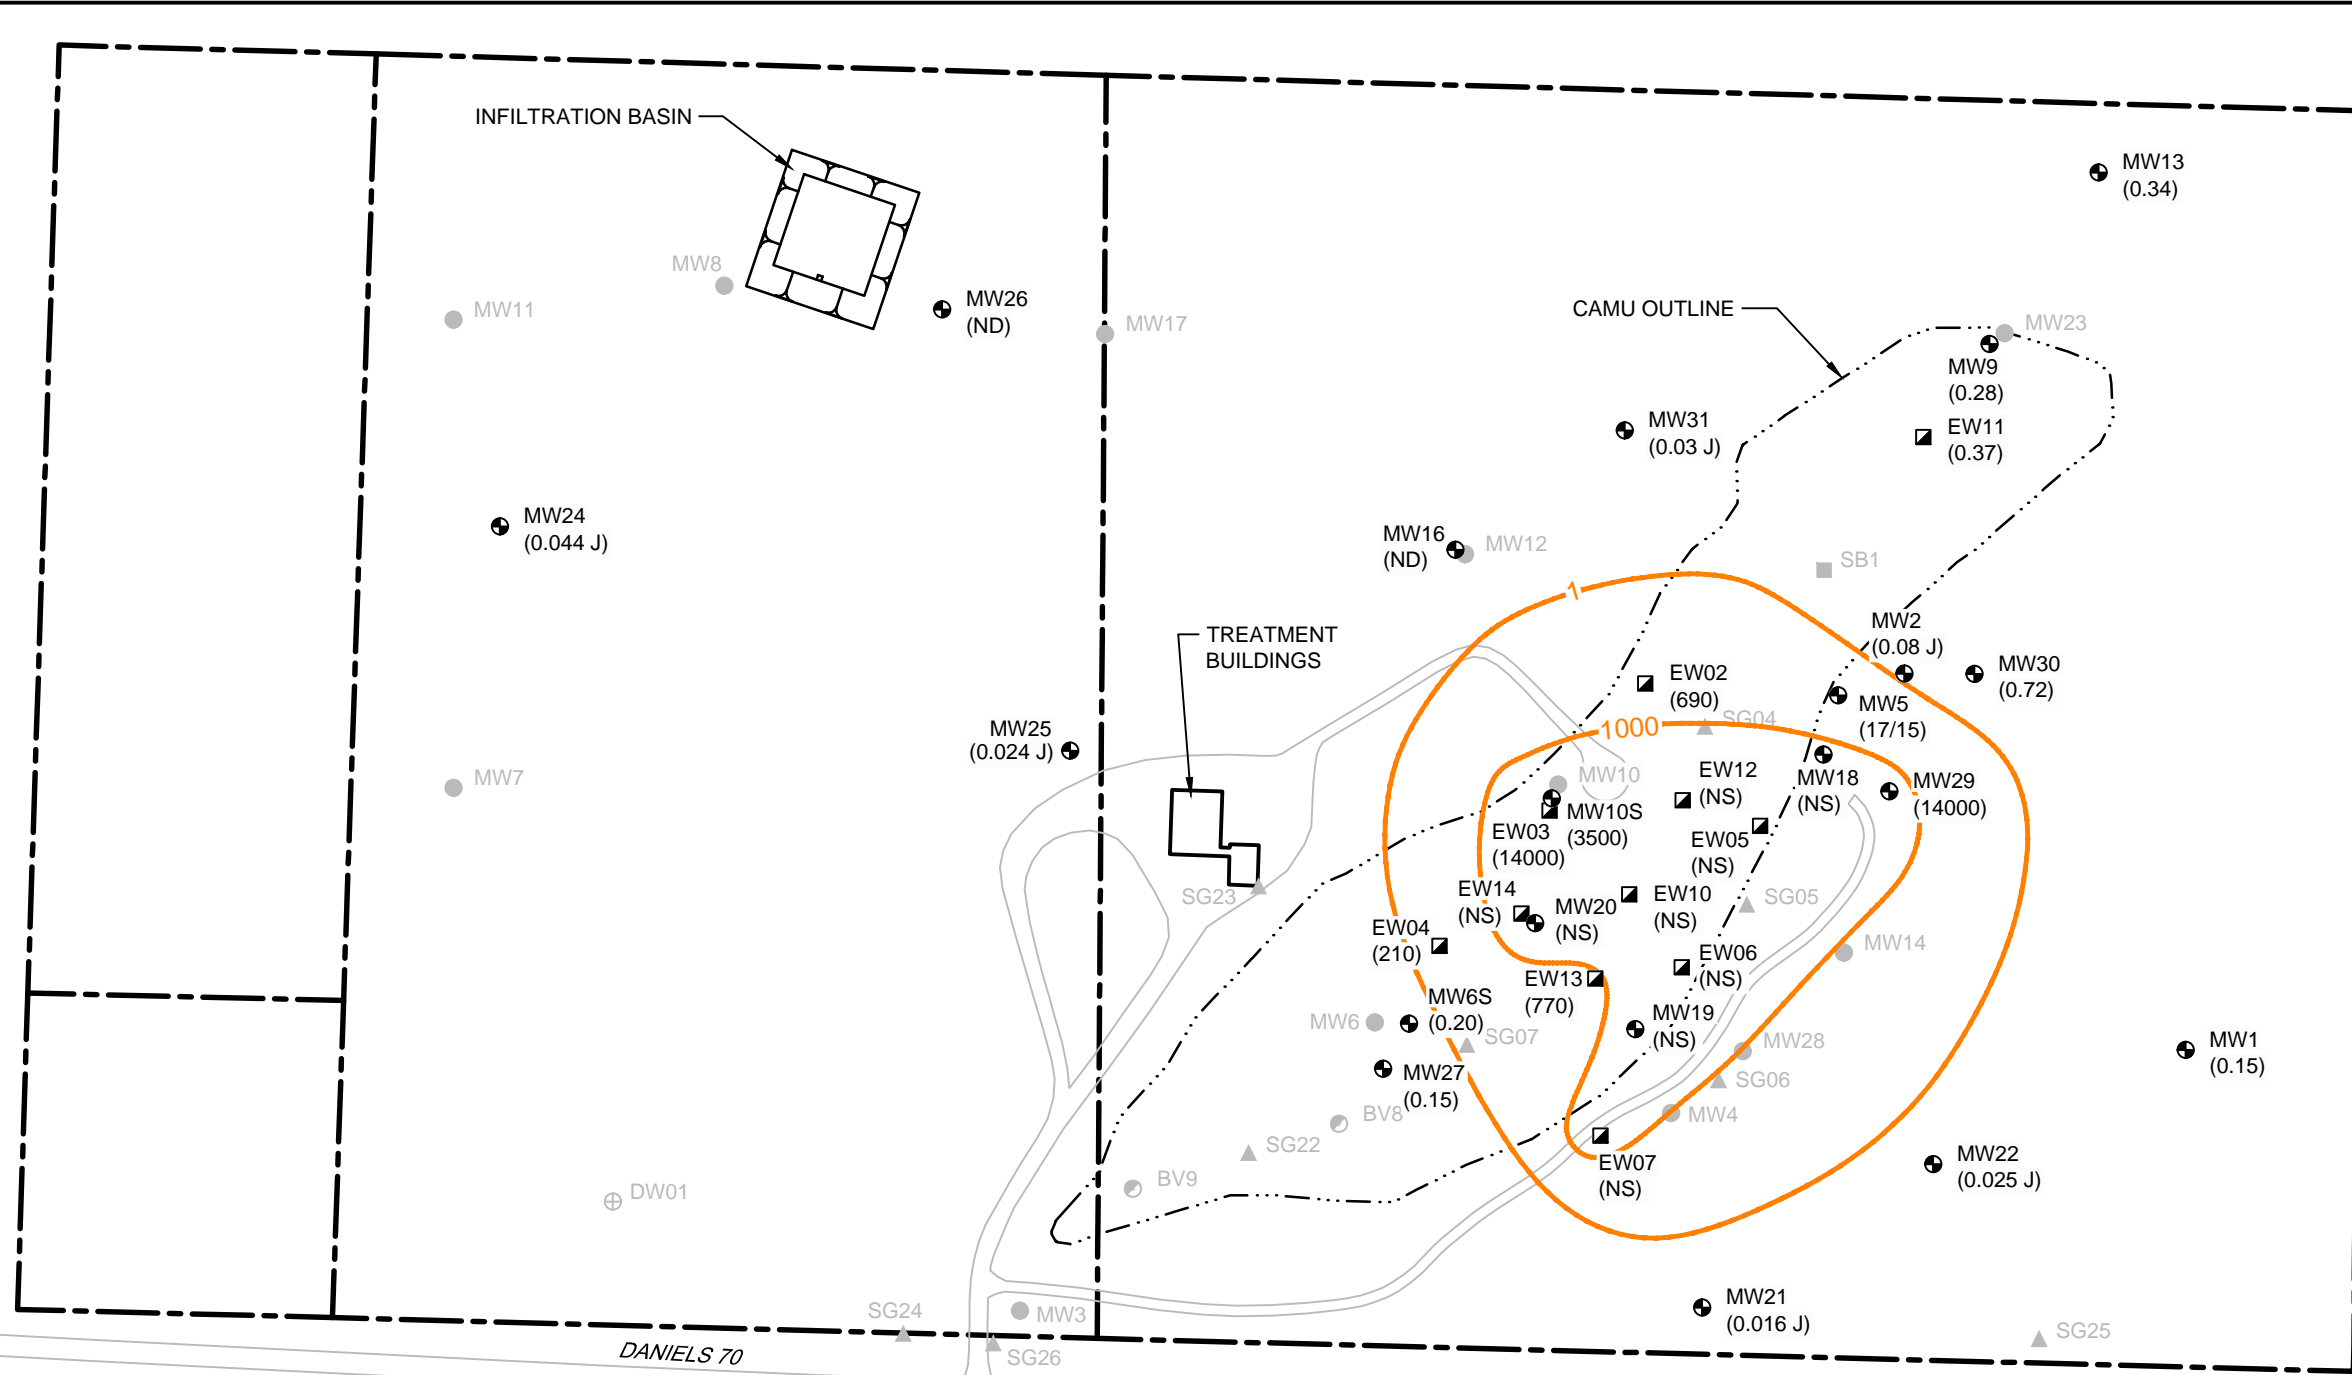 INFILTRATION BASIN
MW13
(0.34)
MW8
MW11
MW26
(ND)
MW17
CAMU OUTLINE
MW23
MW9
(0.28)
MW31
(0.03 J)
EW11
(0.37)
MW24
(0.044 J)
MW16
(ND)
MW12
SB1
1
MW2
(0.08 J)
TREATMENT
BUILDINGS
MW30
(0.72)
EW02
(690)
MW5
(17/15)
SG04
1000
MW25
(0.024 J)
MW7
MW10
EW12
(NS)
MW18
(NS)
MW29
(14000)
MW10S
(3500)
EW03
(14000)
EW05
(NS)
SG23
EW14
(NS)
MW20
(NS)
EW10
(NS)
SG05
EW04
(210)
MW14
EW06
(NS)
EW13
(770)
MW6S
(0.20)
MW6
SG07
MW19
(NS)
MW28
MW1
(0.15)
MW27
(0.15)
SG06
BV8
MW4
SG22
EW07
(NS)
MW22
(0.025 J)
BV9
DW01
SG24
MW3
MW21
(0.016 J)
SG25
SG26
DANIELS 70